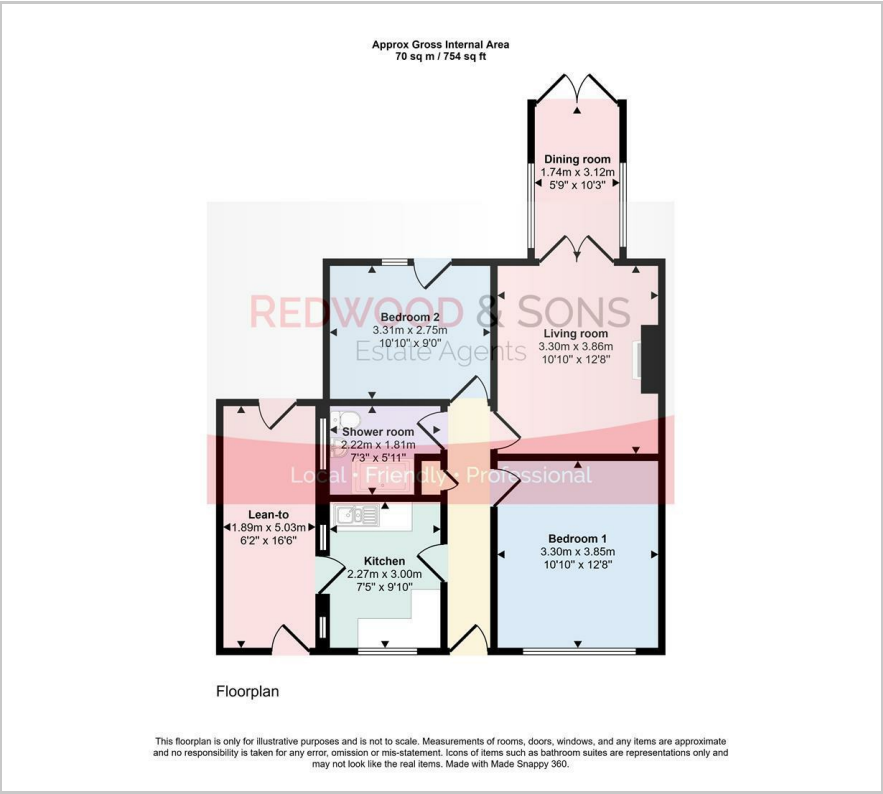 Approx Gross Internal Area
70 sq m / 754 sq ft
Dining room
1.74m x 3.12m
5'9" x 10'3"
REDWOOD & SONS
Estate Agents
Bedroom 2
3.31m x 2.75m
10'10" x 9'0"
Living room
3.30m x 3.86m
10'10" x 12'8"
Shower room
2.22m x 1.81m
7'3" x 5'11"
Local • Friendly • Professional
Lean-to
1.89m x 5.03m
6'2" x 16'6"
Kitchen
2.27m x 3.00m
7'5" x 9'10"
Bedroom 1
3.30m x 3.85m
10'10" x 12'8"
Floorplan
This floorplan is only for illustrative purposes and is not to scale. Measurements of rooms, doors, windows, and any items are approximate
and no responsibility is taken for any error, omission or mis-statement. Icons of items such as bathroom suites are representations only and
may not look like the real items. Made with Made Snappy 360.